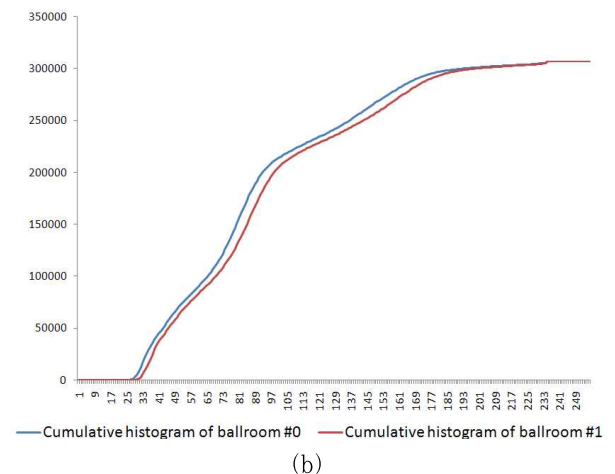 350000
300000
250000
200000
150000
100000
50000
0
1 9 17 25 33 41 49 57 65 73 81 89 97 105 113 121 129 137 145 153 161 169 177 185 193 201 209 217 225 233 241 249
Cumulative histogram of ballroom #0 Cumulative histogram of ballroom #1
(b)